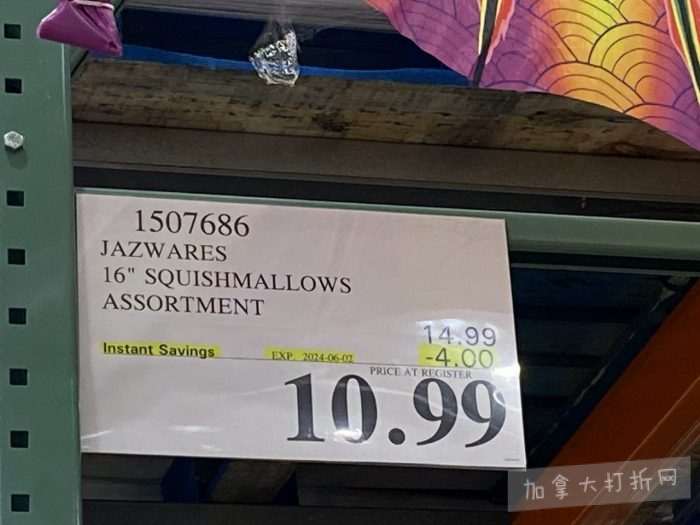 1507686
JAZWARES
16" SQUISHMALLOWS
ASSORTMENT
14.99
Instant Savings EXP. 2024-06-02 -4.00
PRICE AT REGISTER
10.99
加拿大打折网